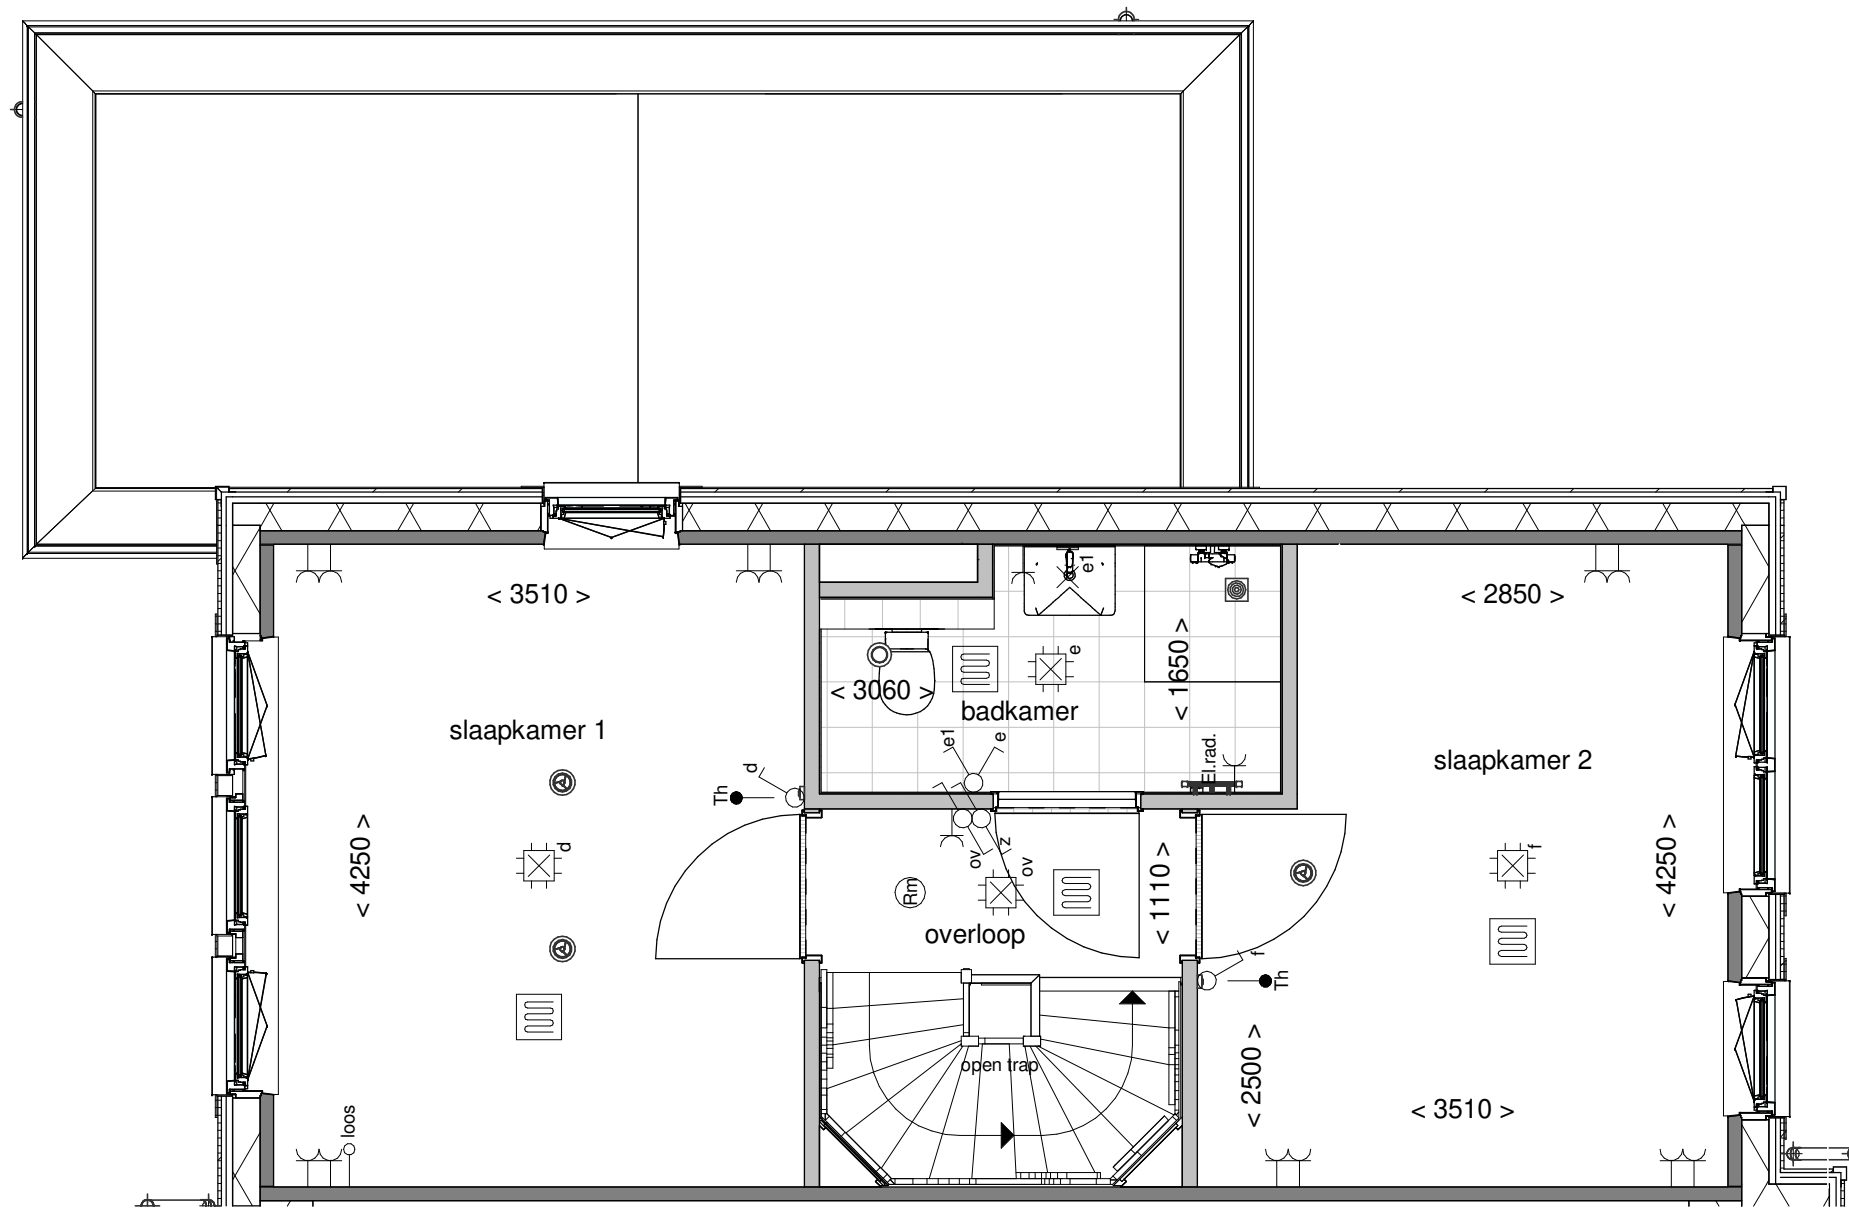 < 3510 >
< 2850 >
e1
< 1650 >
e
< 3060 >
badkamer
slaapkamer 1
e1
e
El.rad.
slaapkamer 2
d
Th
< 4250 >
d
ov
z
ov
Rm
< 1110 >
f
< 4250 >
overloop
f
Th
open trap
< 2500 >
< 3510 >
loos